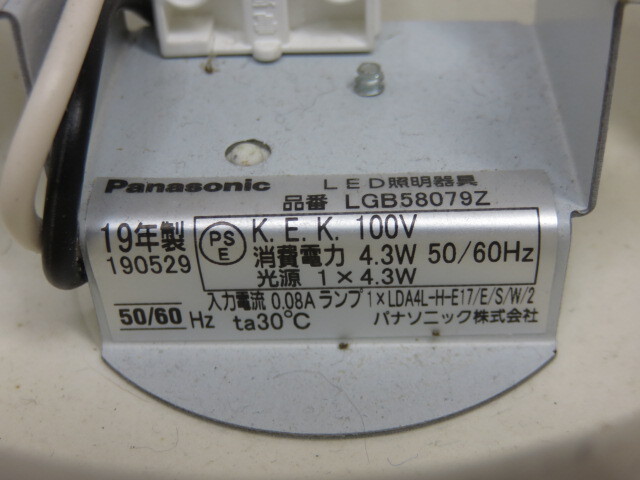 Panasonic LED照明器具
品番 LGB58079Z
19年製
190529
PS
E
K.E.K. 100V
消費電力 4.3W 50/60Hz
光源 1×4.3W
入力電流 0.08A ランプ1×LDA4L-H-E17/E/S/W/2
50/60 Hz ta30℃ パナソニック株式会社